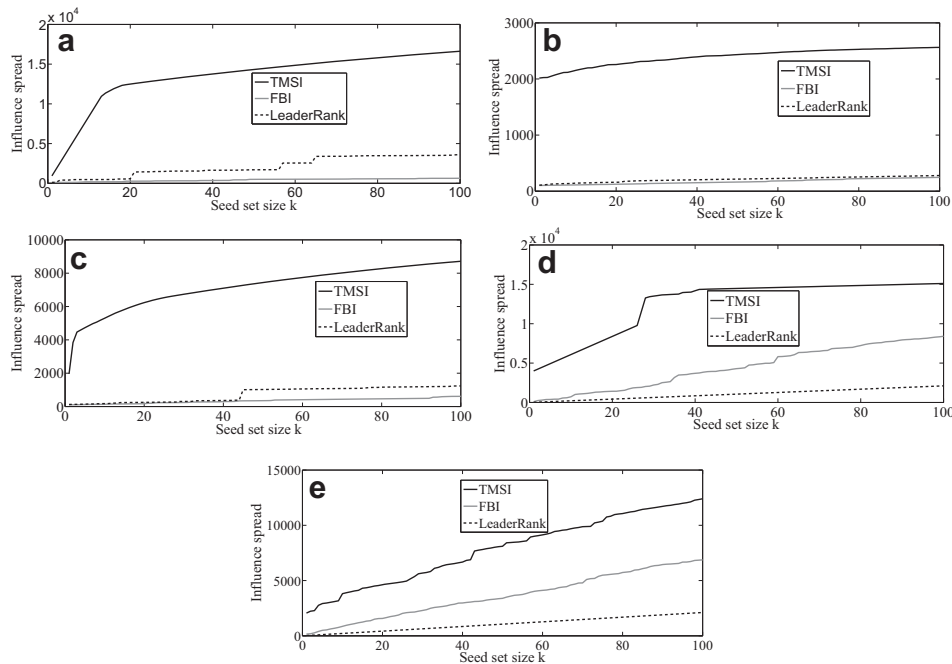 a
x 10^4
2
1.5
1
0.5
0
0 20 40 60 80 100
Influence spread
Seed set size k
TMSI
FBI
LeaderRank
b
3000
2000
1000
0
0 20 40 60 80 100
Influence spread
Seed set size k
TMSI
FBI
LeaderRank
c
10000
8000
6000
4000
2000
0
0 20 40 60 80 100
Influence spread
Seed set size k
TMSI
FBI
LeaderRank
d
x 10^4
2
1.5
1
0.5
0
0 20 40 60 80 100
Influence spread
Seed set size k
TMSI
FBI
LeaderRank
e
15000
10000
5000
0
0 20 40 60 80 100
Influence spread
Seed set size k
TMSI
FBI
LeaderRank